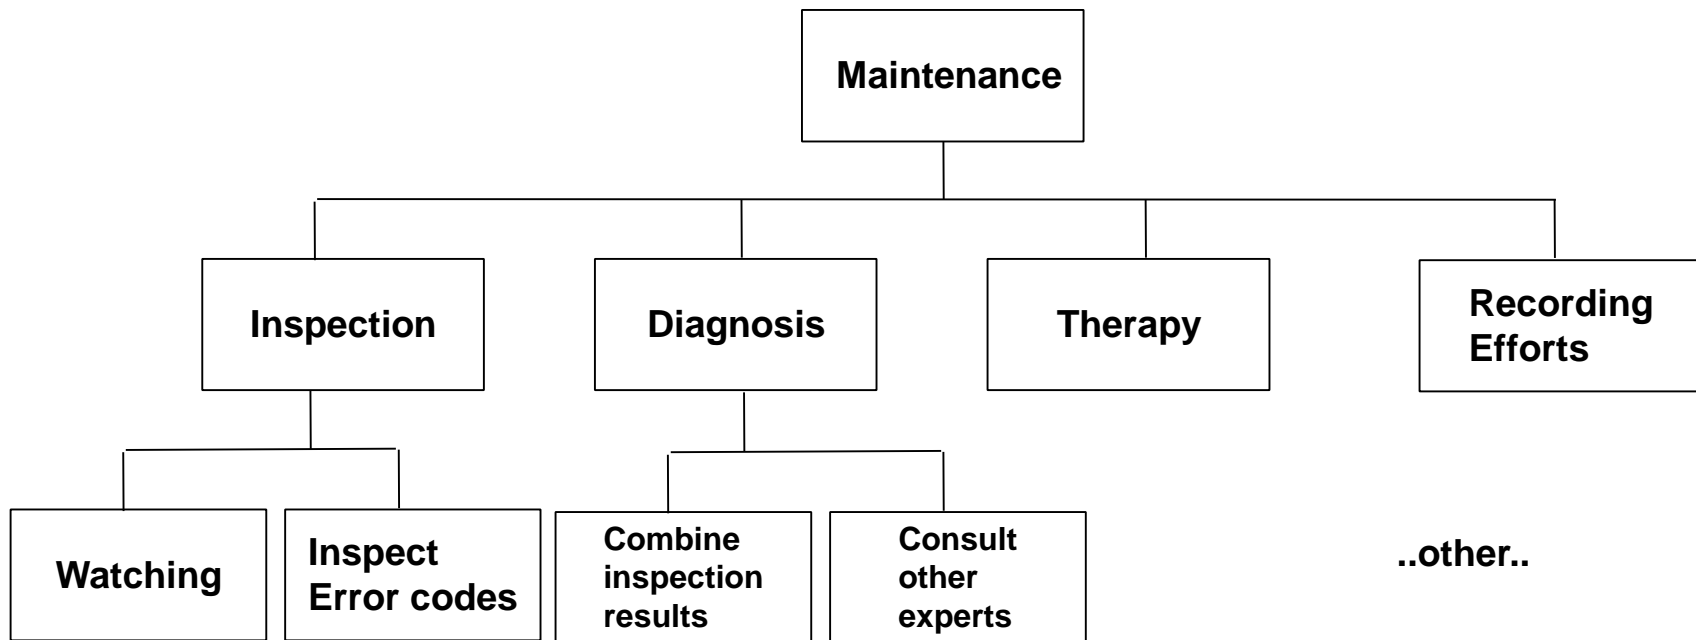 Maintenance
Inspection
Diagnosis
Therapy
Recording
Efforts
Watching
Inspect
Error codes
Combine
inspection
results
Consult
other
experts
..other..